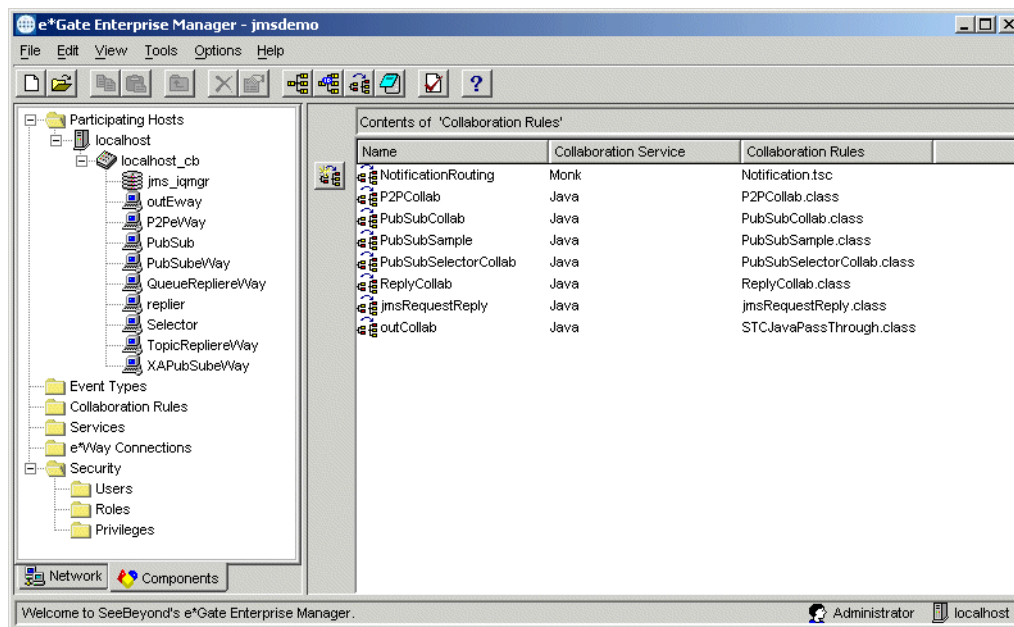 e*Gate Enterprise Manager - jmsdemo
File Edit View Tools Options Help
?
Participating Hosts
localhost
localhost_cb
jms_iqmgr
outEway
P2PeWay
PubSub
PubSubeWay
QueueRepliereWay
replier
Selector
TopicRepliereWay
XAPubSubeWay
Event Types
Collaboration Rules
Services
e*Way Connections
Security
Users
Roles
Privileges
Network Components
Contents of 'Collaboration Rules'
Name Collaboration Service Collaboration Rules
NotificationRouting Monk Notification.tsc
P2PCollab Java P2PCollab.class
PubSubCollab Java PubSubCollab.class
PubSubSample Java PubSubSample.class
PubSubSelectorCollab Java PubSubSelectorCollab.class
ReplyCollab Java ReplyCollab.class
jmsRequestReply Java jmsRequestReply.class
outCollab Java STCJavaPassThrough.class
Welcome to SeeBeyond's e*Gate Enterprise Manager. Administrator localhost